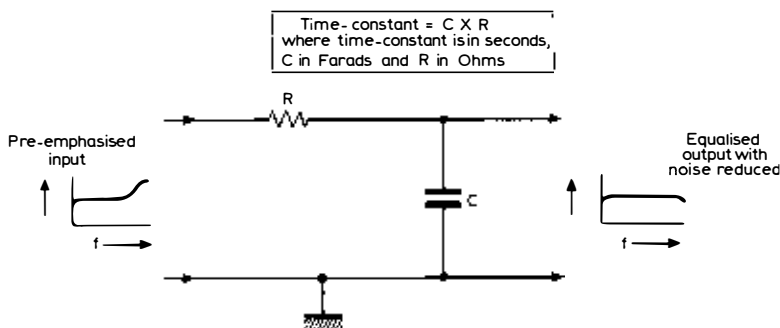 Time-constant = C X R
where time-constant is in seconds,
C in Farads and R in Ohms
R
Pre-emphasised
input
f
C
Equalised
output with
noise reduced
f